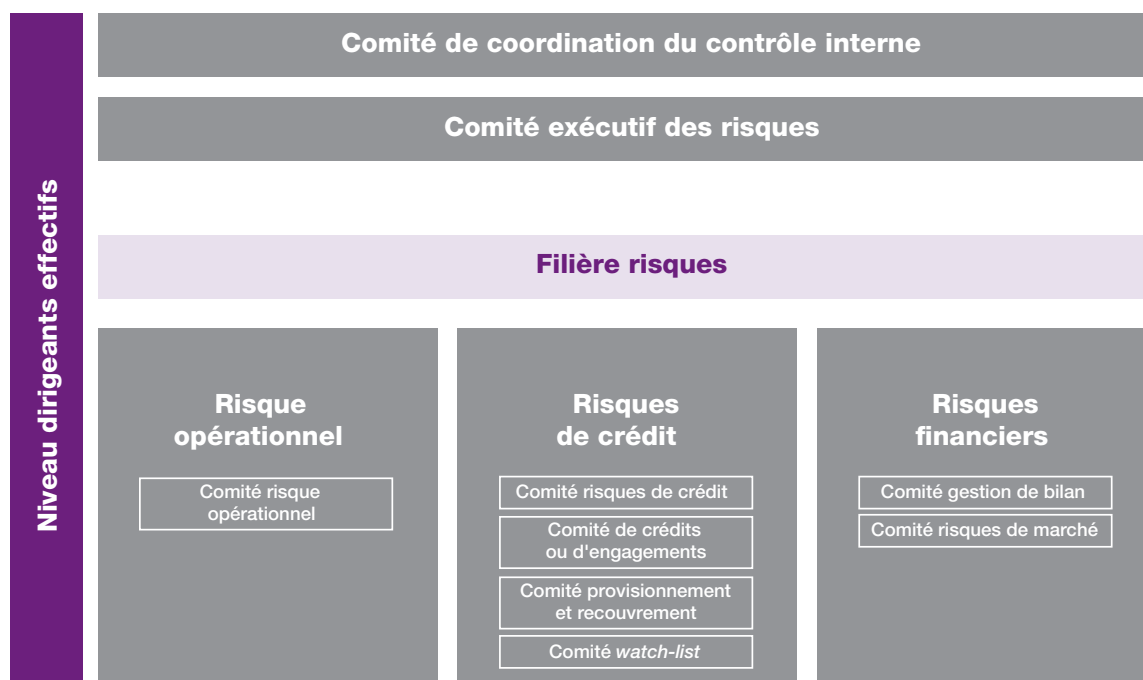 Niveau dirigeants effectifs
Comité de coordination du contrôle interne
Comité exécutif des risques
Filière risques
Risque
opérationnel
Comité risque
opérationnel
Risques
de crédit
Comité risques de crédit
Comité de crédits
ou d'engagements
Comité provisionnement
et recouvrement
Comité watch-list
Risques
financiers
Comité gestion de bilan
Comité risques de marché